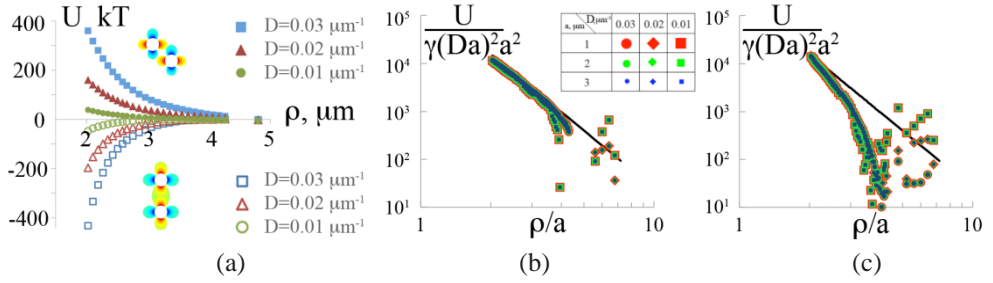 U kT
400
200
0
-200
-400
2
3
4
5
ρ, µm
D=0.03 µm⁻¹
D=0.02 µm⁻¹
D=0.01 µm⁻¹
D=0.03 µm⁻¹
D=0.02 µm⁻¹
D=0.01 µm⁻¹
(a)
U
γ(Da)²a²
10⁵
10⁴
10³
10²
10¹
1
ρ/a
10
a, µm D, µm⁻¹ 0.03 0.02 0.01
1
2
3
(b)
U
γ(Da)²a²
10⁵
10⁴
10³
10²
10¹
1
ρ/a
10
(c)